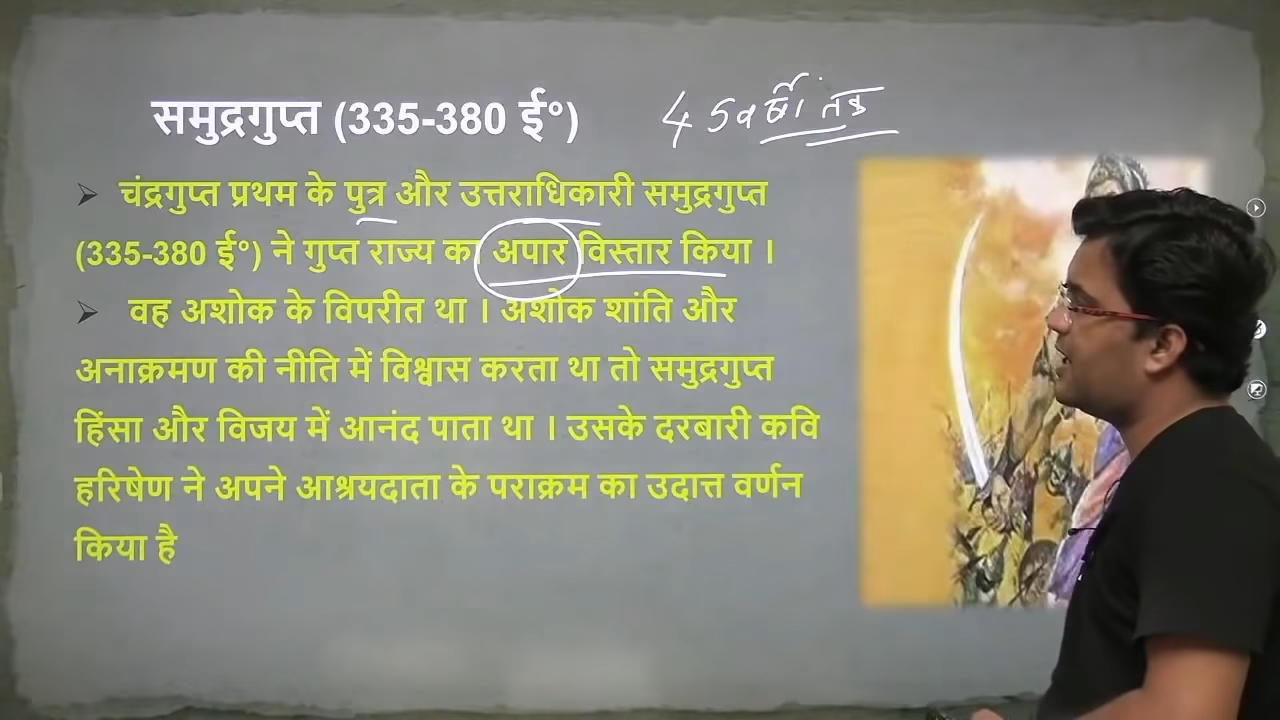 समुद्रगुप्त (335-380 ई°) 45 वर्षो तक
➢ चंद्रगुप्त प्रथम के पुत्र और उत्तराधिकारी समुद्रगुप्त
(335-380 ई°) ने गुप्त राज्य का अपार विस्तार किया ।
➢ वह अशोक के विपरीत था । अशोक शांति और
अनाक्रमण की नीति में विश्वास करता था तो समुद्रगुप्त
हिंसा और विजय में आनंद पाता था । उसके दरबारी कवि
हरिषेण ने अपने आश्रयदाता के पराक्रम का उदात्त वर्णन
किया है